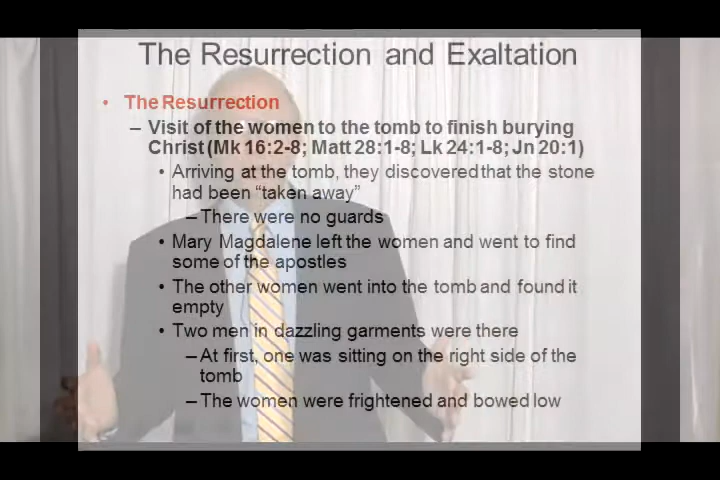 The Resurrection and Exaltation
• The Resurrection
– Visit of the women to the tomb to finish burying
Christ (Mk 16:2-8; Matt 28:1-8; Lk 24:1-8; Jn 20:1)
• Arriving at the tomb, they discovered that the stone
had been “taken away”
– There were no guards
• Mary Magdalene left the women and went to find
some of the apostles
• The other women went into the tomb and found it
empty
• Two men in dazzling garments were there
– At first, one was sitting on the right side of the
tomb
– The women were frightened and bowed low